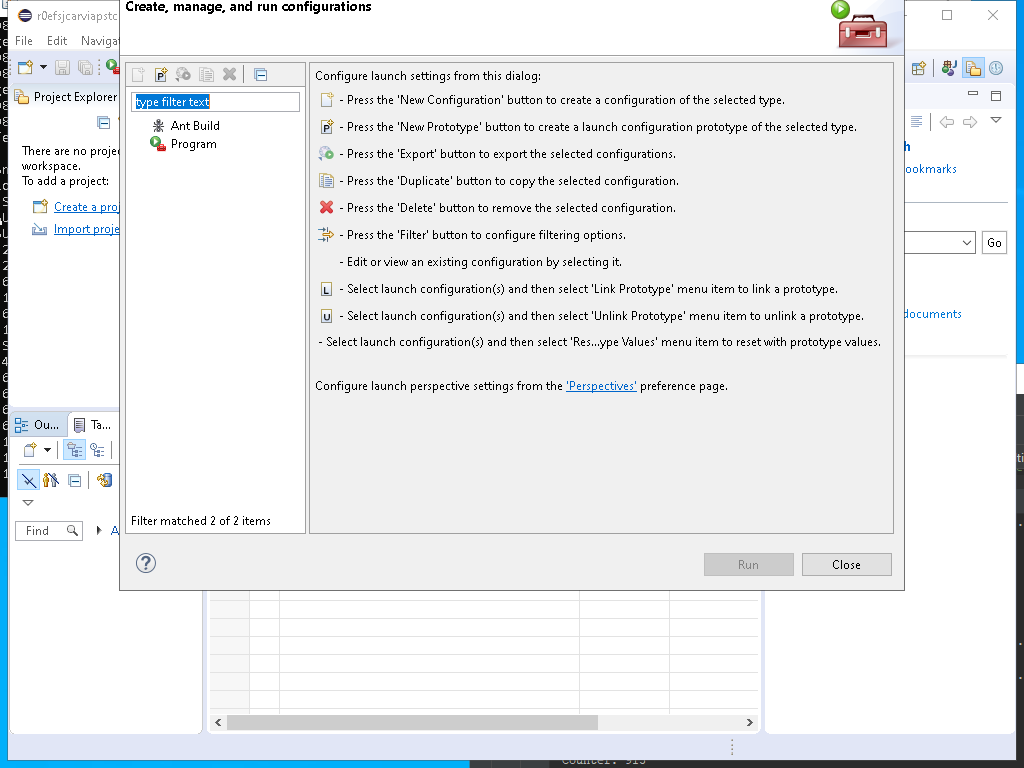 Create, manage, and run configurations
r0efsjcarviapstc
File Edit Navigat
Project Explorer
There are no proje
workspace.
To add a project:
Create a proj
Import proje
type filter text
Ant Build
Program
Filter matched 2 of 2 items
Configure launch settings from this dialog:
- Press the 'New Configuration' button to create a configuration of the selected type.
- Press the 'New Prototype' button to create a launch configuration prototype of the selected type.
- Press the 'Export' button to export the selected configurations.
- Press the 'Duplicate' button to copy the selected configuration.
- Press the 'Delete' button to remove the selected configuration.
- Press the 'Filter' button to configure filtering options.
- Edit or view an existing configuration by selecting it.
L - Select launch configuration(s) and then select 'Link Prototype' menu item to link a prototype.
U - Select launch configuration(s) and then select 'Unlink Prototype' menu item to unlink a prototype.
- Select launch configuration(s) and then select 'Res...ype Values' menu item to reset with prototype values.
Configure launch perspective settings from the 'Perspectives' preference page.
h
ookmarks
Go
documents
Ou...
Ta...
Find
A
? Run Close
Counter: 915